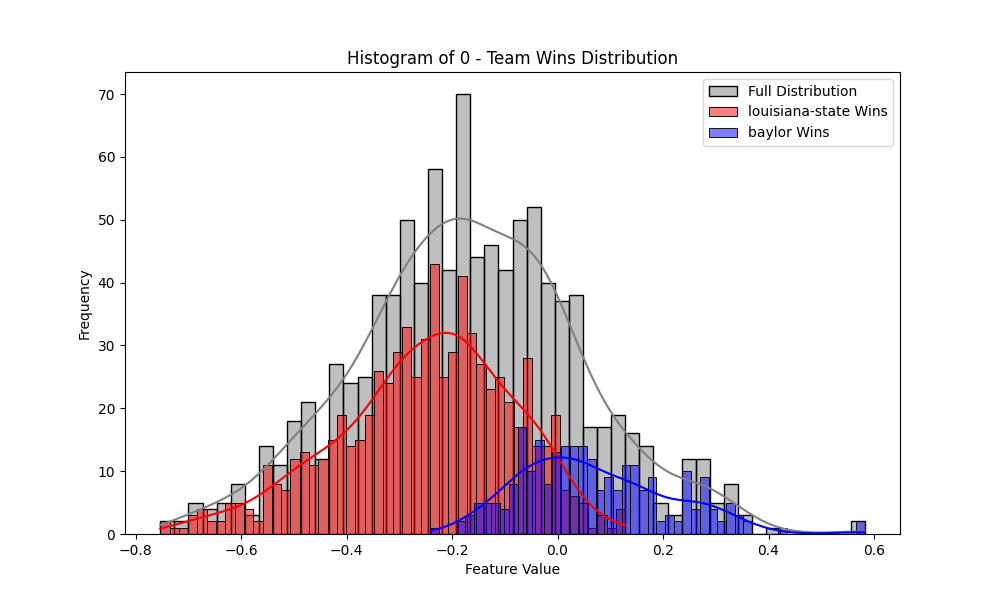 Histogram of 0 - Team Wins Distribution
Full Distribution
louisiana-state Wins
baylor Wins
Frequency
70
60
50
40
30
20
10
0
−0.8 −0.6 −0.4 −0.2 0.0 0.2 0.4 0.6
Feature Value